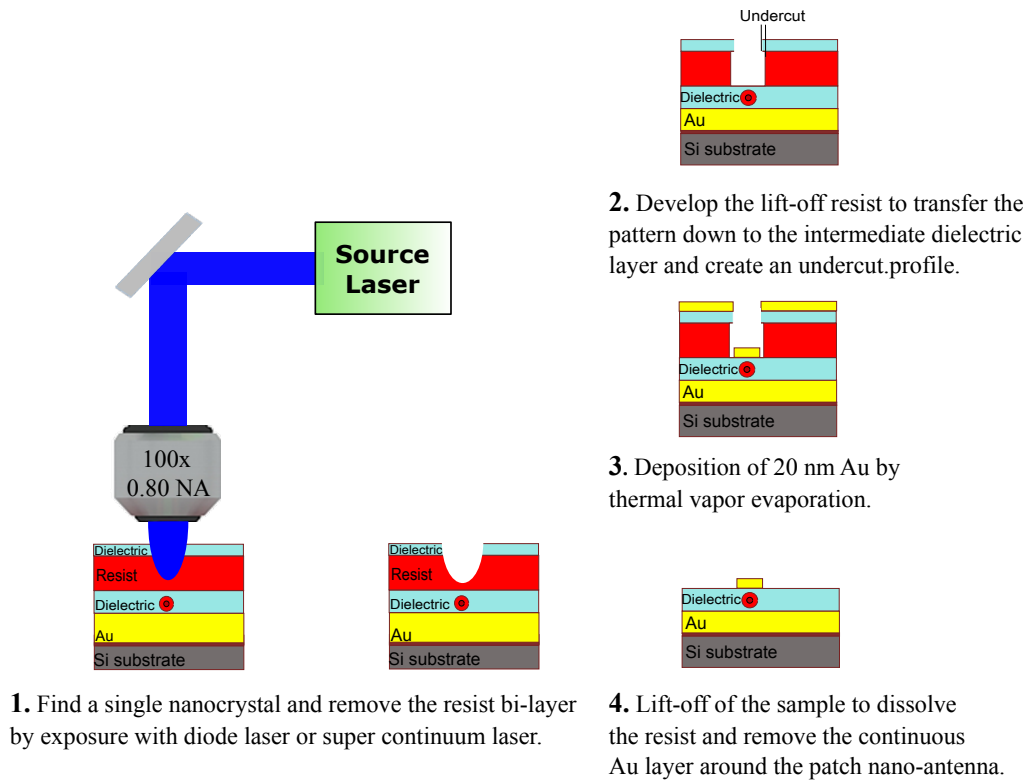 Source
Laser
100x
0.80 NA
Dielectric
Resist
Dielectric
Au
Si substrate
Dielectric
Resist
Dielectric
Au
Si substrate
1. Find a single nanocrystal and remove the resist bi-layer
by exposure with diode laser or super continuum laser.
Undercut
Dielectric
Au
Si substrate
2. Develop the lift-off resist to transfer the
pattern down to the intermediate dielectric
layer and create an undercut.profile.
Dielectric
Au
Si substrate
3. Deposition of 20 nm Au by
thermal vapor evaporation.
Dielectric
Au
Si substrate
4. Lift-off of the sample to dissolve
the resist and remove the continuous
Au layer around the patch nano-antenna.